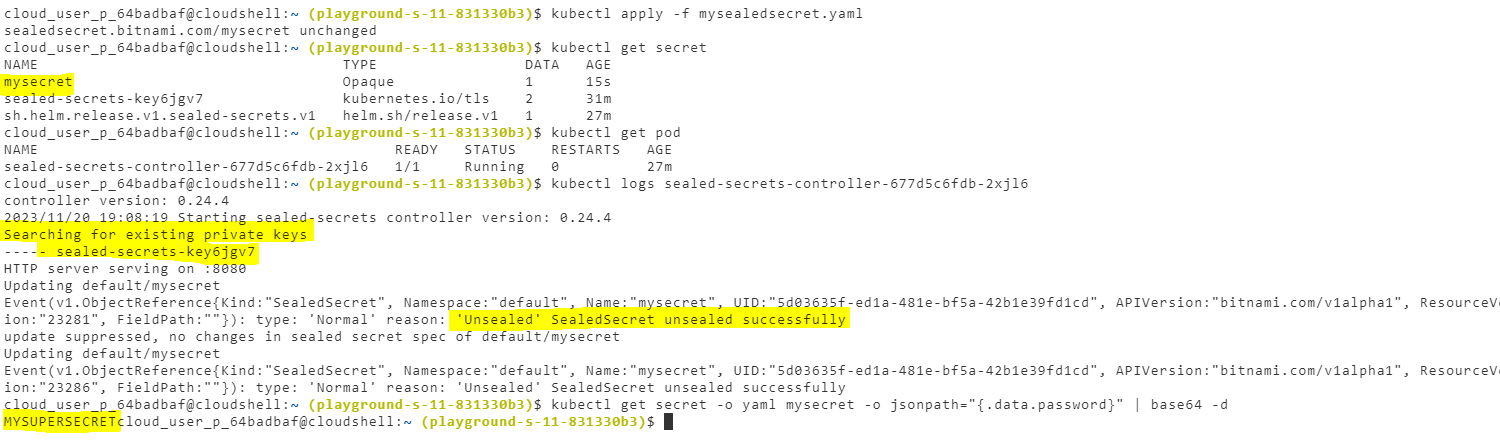 cloud_user_p_64badbaf@cloudshell:~ (playground-s-11-831330b3)$ kubectl apply -f mysealedsecret.yaml
sealedsecret.bitnami.com/mysecret unchanged
cloud_user_p_64badbaf@cloudshell:~ (playground-s-11-831330b3)$ kubectl get secret
NAME TYPE DATA AGE
mysecret Opaque 1 15s
sealed-secrets-key6jgv7 kubernetes.io/tls 2 31m
sh.helm.release.v1.sealed-secrets.v1 helm.sh/release.v1 1 27m
cloud_user_p_64badbaf@cloudshell:~ (playground-s-11-831330b3)$ kubectl get pod
NAME READY STATUS RESTARTS AGE
sealed-secrets-controller-677d5c6fdb-2xjl6 1/1 Running 0 27m
cloud_user_p_64badbaf@cloudshell:~ (playground-s-11-831330b3)$ kubectl logs sealed-secrets-controller-677d5c6fdb-2xjl6
controller version: 0.24.4
2023/11/20 19:08:19 Starting sealed-secrets controller version: 0.24.4
Searching for existing private keys
----- sealed-secrets-key6jgv7
HTTP server serving on :8080
Updating default/mysecret
Event(v1.ObjectReference{Kind:"SealedSecret", Namespace:"default", Name:"mysecret", UID:"5d03635f-ed1a-481e-bf5a-42b1e39fd1cd", APIVersion:"bitnami.com/v1alpha1", ResourceVe
ion:"23281", FieldPath:""}): type: 'Normal' reason: 'Unsealed' SealedSecret unsealed successfully
update suppressed, no changes in sealed secret spec of default/mysecret
Updating default/mysecret
Event(v1.ObjectReference{Kind:"SealedSecret", Namespace:"default", Name:"mysecret", UID:"5d03635f-ed1a-481e-bf5a-42b1e39fd1cd", APIVersion:"bitnami.com/v1alpha1", ResourceVe
ion:"23286", FieldPath:""}): type: 'Normal' reason: 'Unsealed' SealedSecret unsealed successfully
cloud_user_p_64badbaf@cloudshell:~ (playground-s-11-831330b3)$ kubectl get secret -o yaml mysecret -o jsonpath="{.data.password}" | base64 -d
MYSUPERSECRETcloud_user_p_64badbaf@cloudshell:~ (playground-s-11-831330b3)$